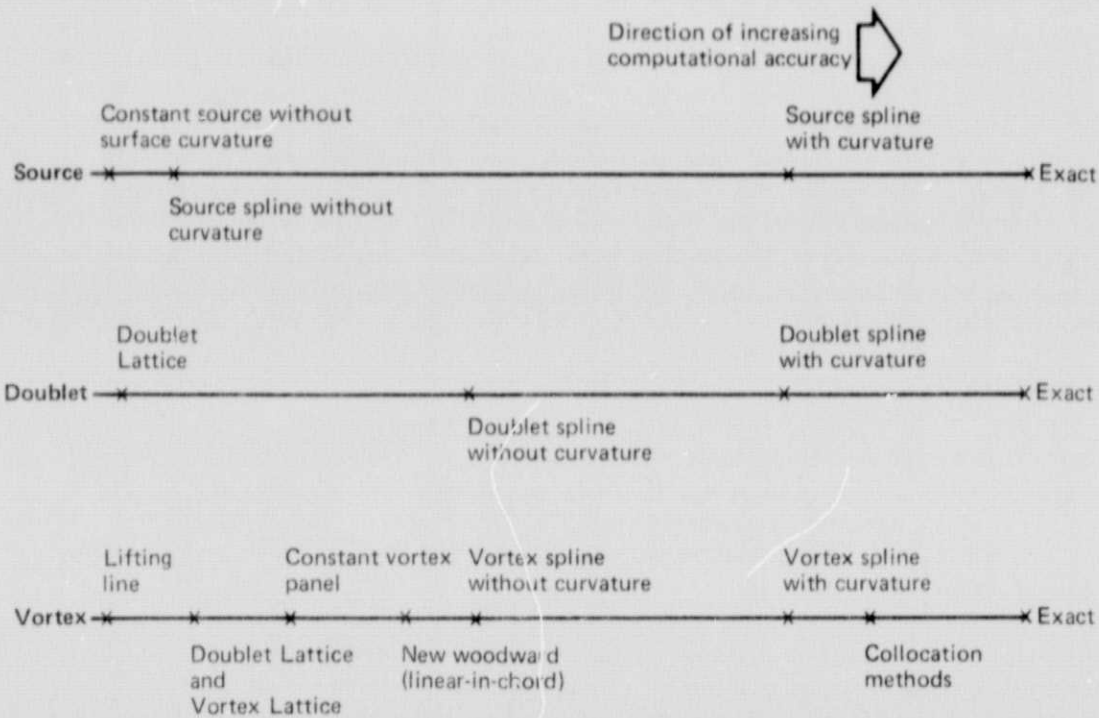 Direction of increasing
computational accuracy
Constant source without
surface curvature
Source spline
with curvature
Source
Exact
Source spline without
curvature
Doublet
Lattice
Doublet spline
with curvature
Doublet
Exact
Doublet spline
without curvature
Lifting
line
Constant vortex
panel
Vortex spline
without curvature
Vortex spline
with curvature
Vortex
Exact
Doublet Lattice
and
Vortex Lattice
New woodward
(linear-in-chord)
Collocation
methods